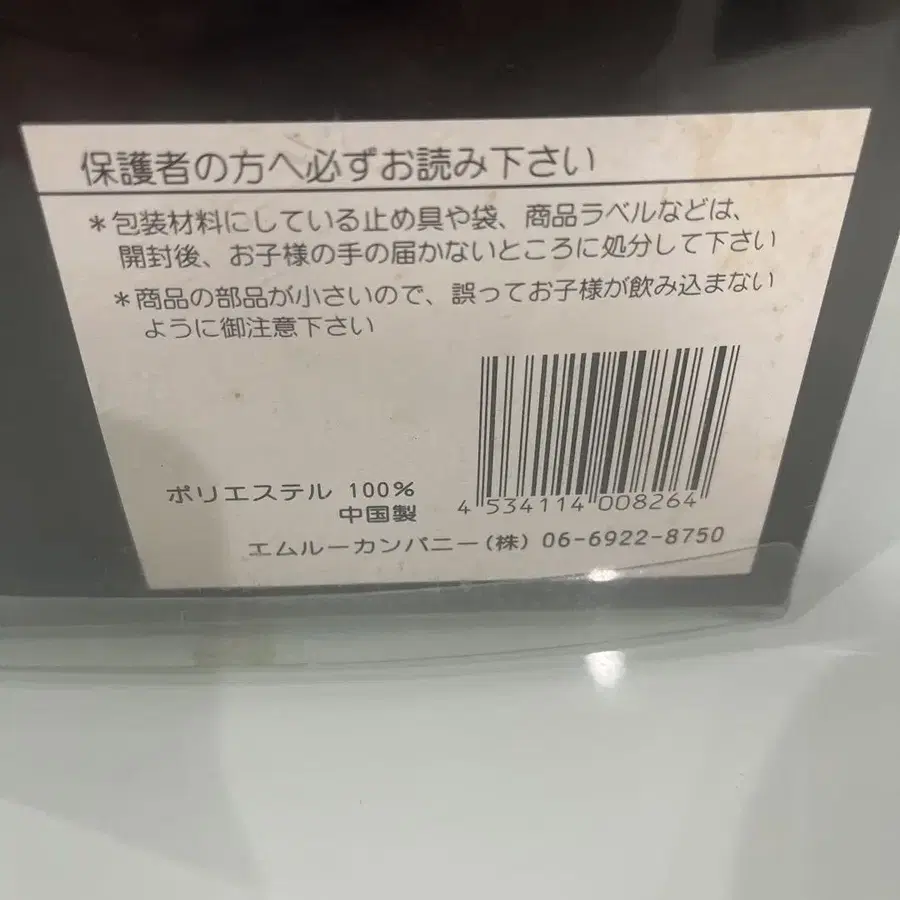 保護者の方へ必ずお読み下さい
*包装材料にしている止め具や袋、商品ラベルなどは、
開封後、お子様の手の届かないところに処分して下さい
*商品の部品が小さいので、誤ってお子様が飲み込まない
ように御注意下さい
ポリエステル 100%
中国製
4 534114 008264
エムルーカンパニー(株) 06-6922-8750